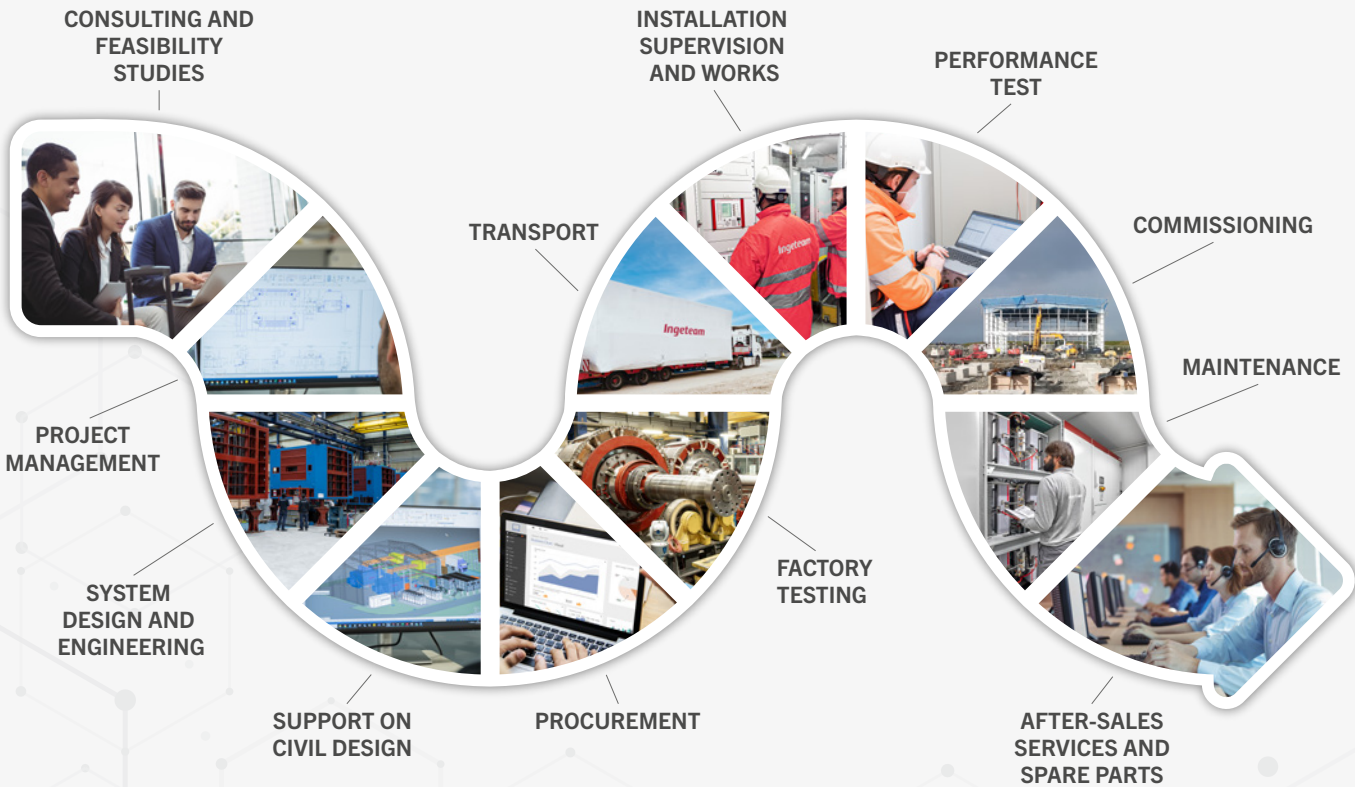 CONSULTING AND
FEASIBILITY
STUDIES
PROJECT
MANAGEMENT
SYSTEM
DESIGN AND
ENGINEERING
SUPPORT ON
CIVIL DESIGN
PROCUREMENT
FACTORY
TESTING
TRANSPORT
Ingeteam
INSTALLATION
SUPERVISION
AND WORKS
Ingeteam
PERFORMANCE
TEST
COMMISSIONING
MAINTENANCE
AFTER-SALES
SERVICES AND
SPARE PARTS